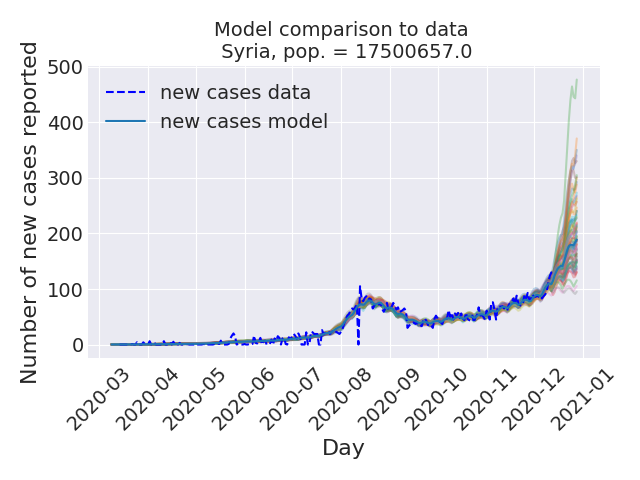 Model comparison to data
Syria, pop. = 17500657.0
Number of new cases reported
500
400
300
200
100
0
new cases data
new cases model
2020-03
2020-04
2020-05
2020-06
2020-07
2020-08
2020-09
2020-10
2020-11
2020-12
2021-01
Day